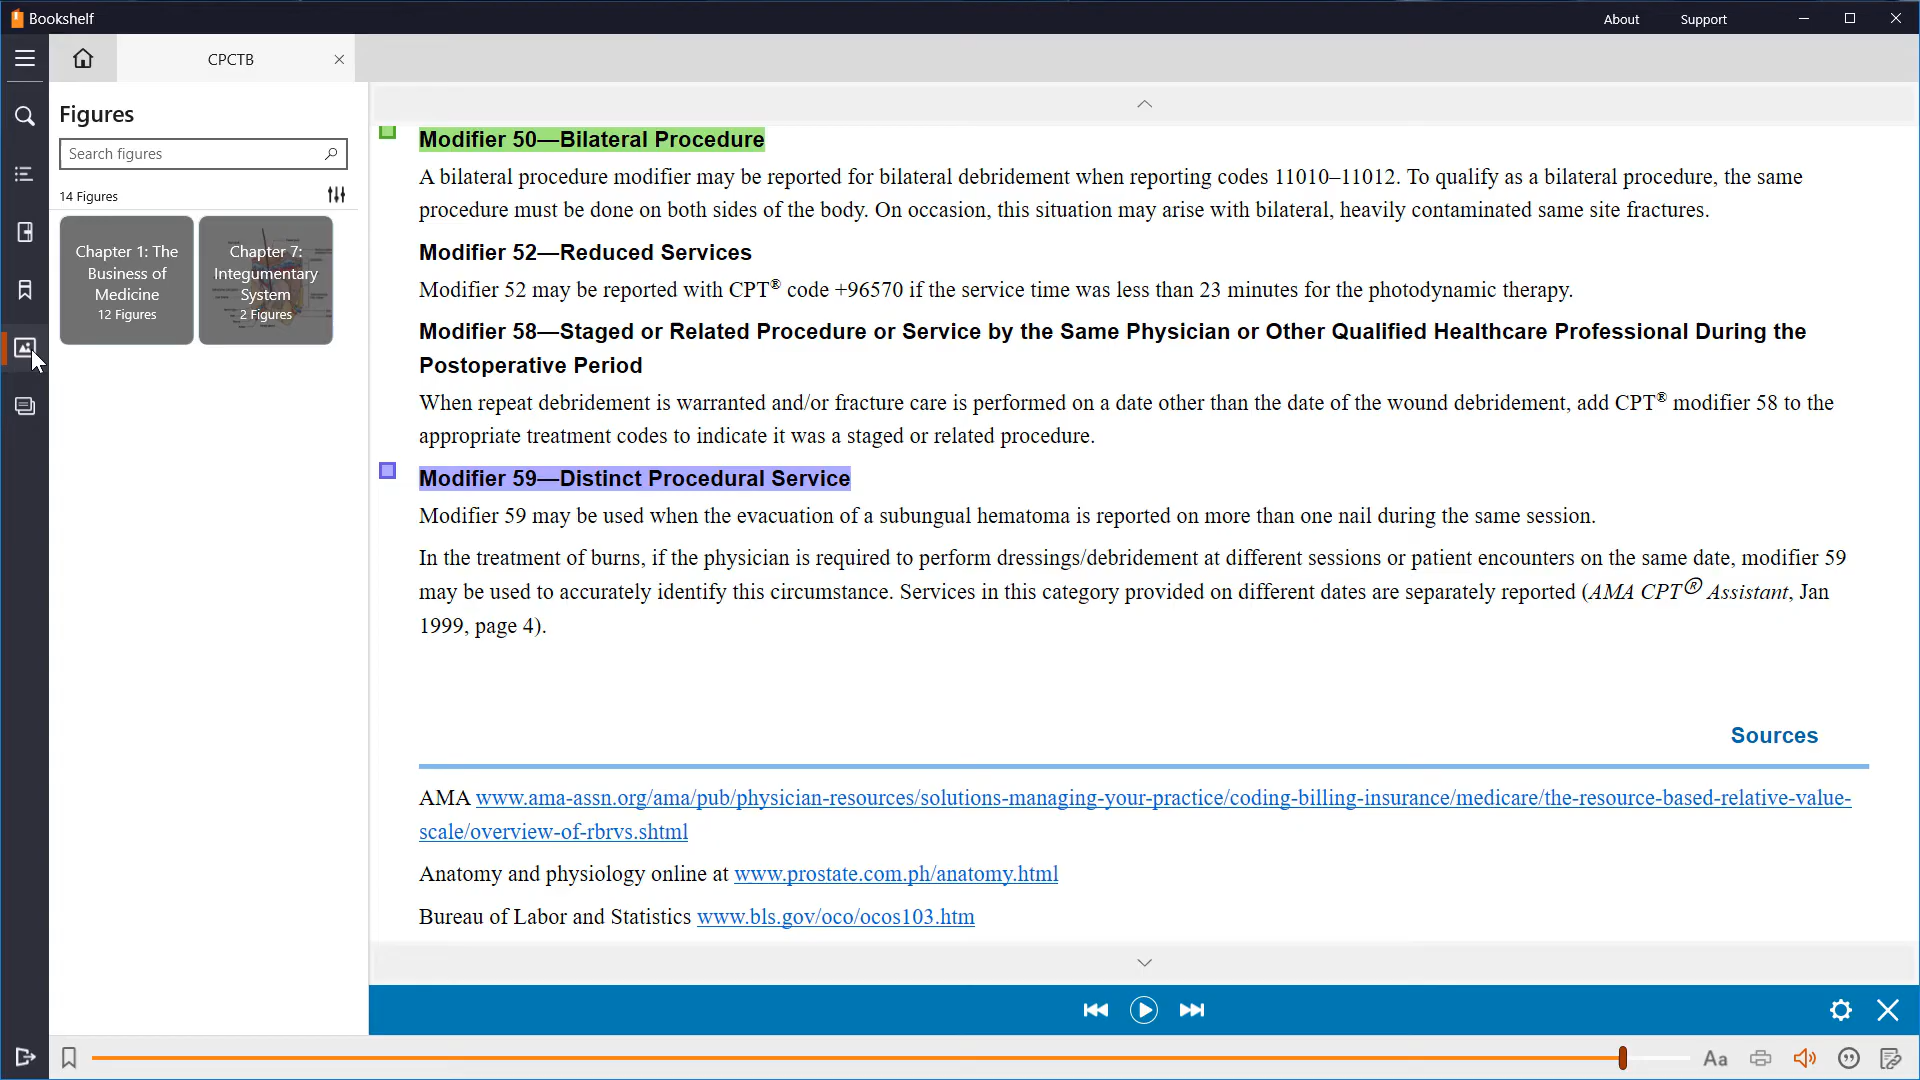 Bookshelf
About
Support
CPCTB
Figures
Search figures
14 Figures
Chapter 1: The
Business of
Medicine
12 Figures
Chapter 7:
Integumentary
System
2 Figures
Modifier 50—Bilateral Procedure
A bilateral procedure modifier may be reported for bilateral debridement when reporting codes 11010–11012. To qualify as a bilateral procedure, the same
procedure must be done on both sides of the body. On occasion, this situation may arise with bilateral, heavily contaminated same site fractures.
Modifier 52—Reduced Services
Modifier 52 may be reported with CPT® code +96570 if the service time was less than 23 minutes for the photodynamic therapy.
Modifier 58—Staged or Related Procedure or Service by the Same Physician or Other Qualified Healthcare Professional During the
Postoperative Period
When repeat debridement is warranted and/or fracture care is performed on a date other than the date of the wound debridement, add CPT® modifier 58 to the
appropriate treatment codes to indicate it was a staged or related procedure.
Modifier 59—Distinct Procedural Service
Modifier 59 may be used when the evacuation of a subungual hematoma is reported on more than one nail during the same session.
In the treatment of burns, if the physician is required to perform dressings/debridement at different sessions or patient encounters on the same date, modifier 59
may be used to accurately identify this circumstance. Services in this category provided on different dates are separately reported (AMA CPT® Assistant, Jan
1999, page 4).
Sources
AMA www.ama-assn.org/ama/pub/physician-resources/solutions-managing-your-practice/coding-billing-insurance/medicare/the-resource-based-relative-value-
scale/overview-of-rbrvs.shtml
Anatomy and physiology online at www.prostate.com.ph/anatomy.html
Bureau of Labor and Statistics www.bls.gov/oco/ocos103.htm
Aa